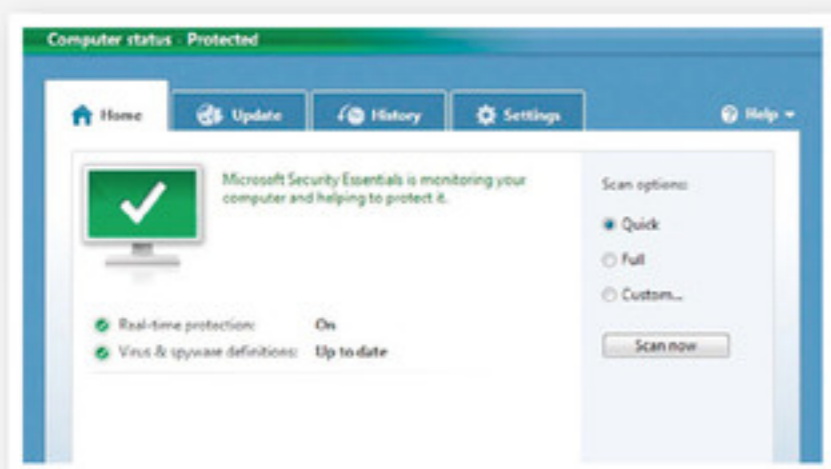 Computer status - Protected
Home
Update
History
Settings
Help
Microsoft Security Essentials is monitoring your
computer and helping to protect it.
Real-time protection: On
Virus & spyware definitions: Up to date
Scan options:
Quick
Full
Custom...
Scan now